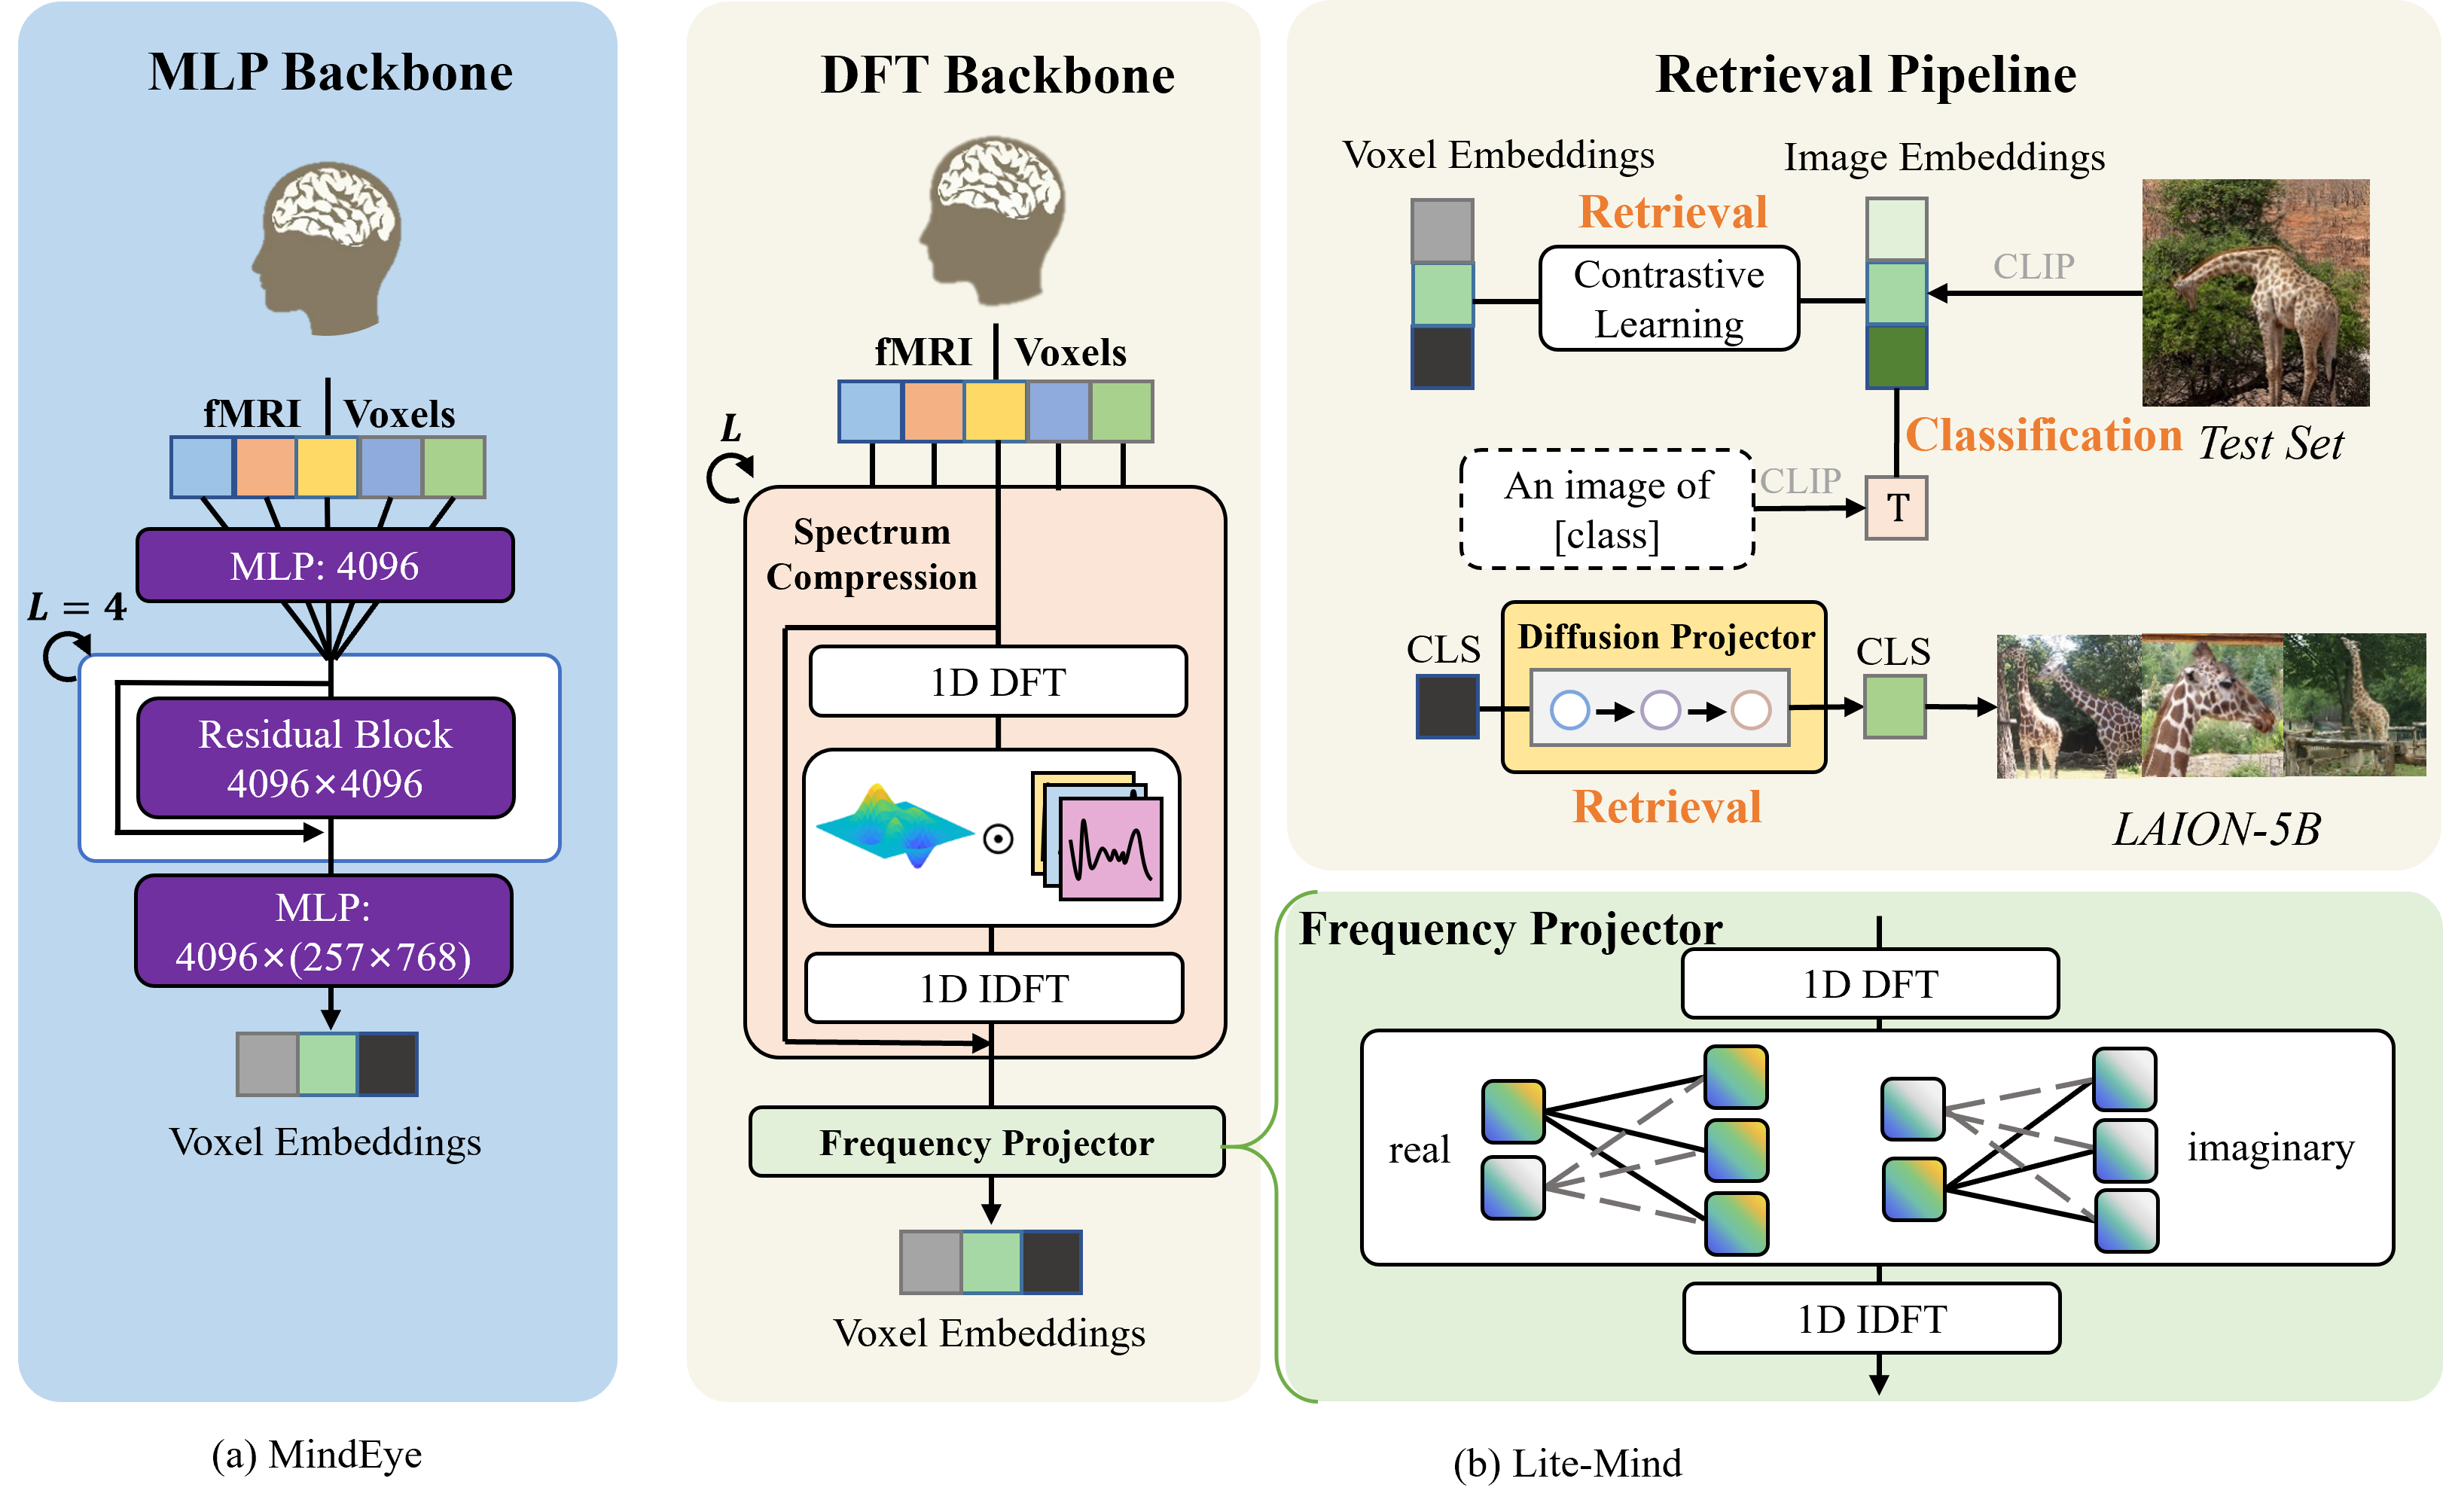 MLP Backbone
fMRI Voxels
MLP: 4096
L = 4
Residual Block
4096×4096
MLP:
4096×(257×768)
Voxel Embeddings
(a) MindEye
DFT Backbone
fMRI Voxels
L
Spectrum
Compression
1D DFT
1D IDFT
Frequency Projector
Voxel Embeddings
Retrieval Pipeline
Voxel Embeddings
Image Embeddings
Retrieval
Contrastive
Learning
CLIP
Classification
Test Set
An image of
[class]
CLIP
T
CLS
Diffusion Projector
CLS
Retrieval
LAION-5B
Frequency Projector
1D DFT
real
imaginary
1D IDFT
(b) Lite-Mind